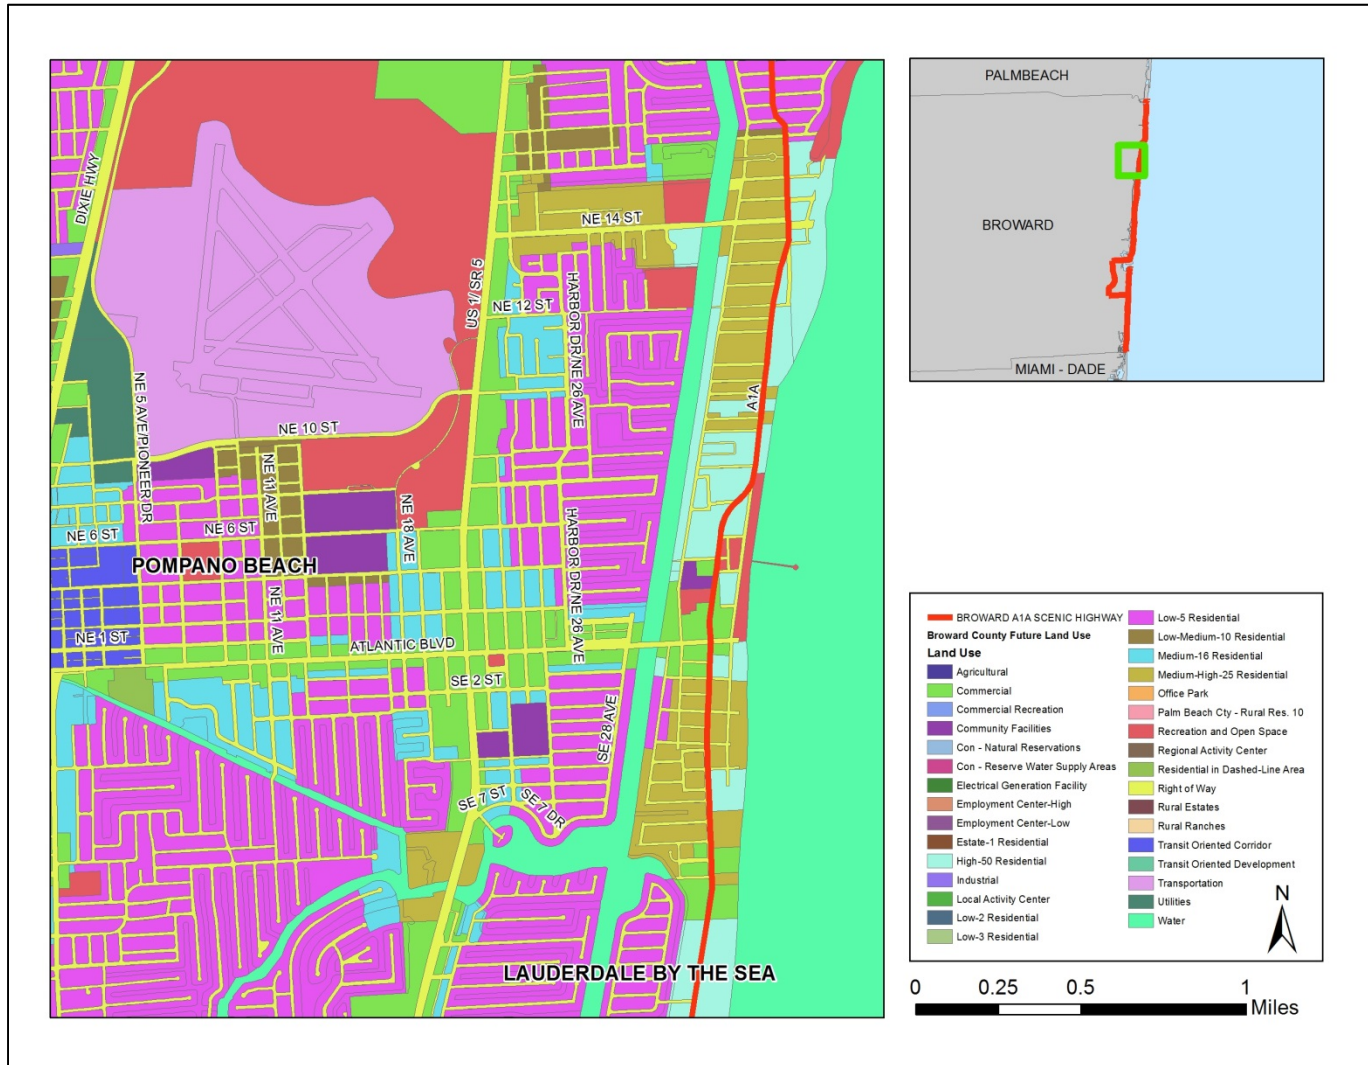 DIXIE HWY
NE 14 ST
US 1/ SR 5
HARBOR DR/NE 26 AVE
NE 12 ST
A1A
NE 5 AVE/PIONEER DR
NE 10 ST
NE 11 AVE
NE 18 AVE
HARBOR DR/NE 26 AVE
NE 6 ST
NE 6 ST
POMPANO BEACH
NE 11 AVE
NE 1 ST
ATLANTIC BLVD
SE 2 ST
SE 28 AVE
SE 7 ST
SE 7 DR
LAUDERDALE BY THE SEA
PALMBEACH
BROWARD
MIAMI - DADE
BROWARD A1A SCENIC HIGHWAY
Broward County Future Land Use
Land Use
Agricultural
Commercial
Commercial Recreation
Community Facilities
Con - Natural Reservations
Con - Reserve Water Supply Areas
Electrical Generation Facility
Employment Center-High
Employment Center-Low
Estate-1 Residential
High-50 Residential
Industrial
Local Activity Center
Low-2 Residential
Low-3 Residential
Low-5 Residential
Low-Medium-10 Residential
Medium-16 Residential
Medium-High-25 Residential
Office Park
Palm Beach Cty - Rural Res. 10
Recreation and Open Space
Regional Activity Center
Residential in Dashed-Line Area
Right of Way
Rural Estates
Rural Ranches
Transit Oriented Corridor
Transit Oriented Development
Transportation
Utilities
Water
N
0 0.25 0.5 1
Miles